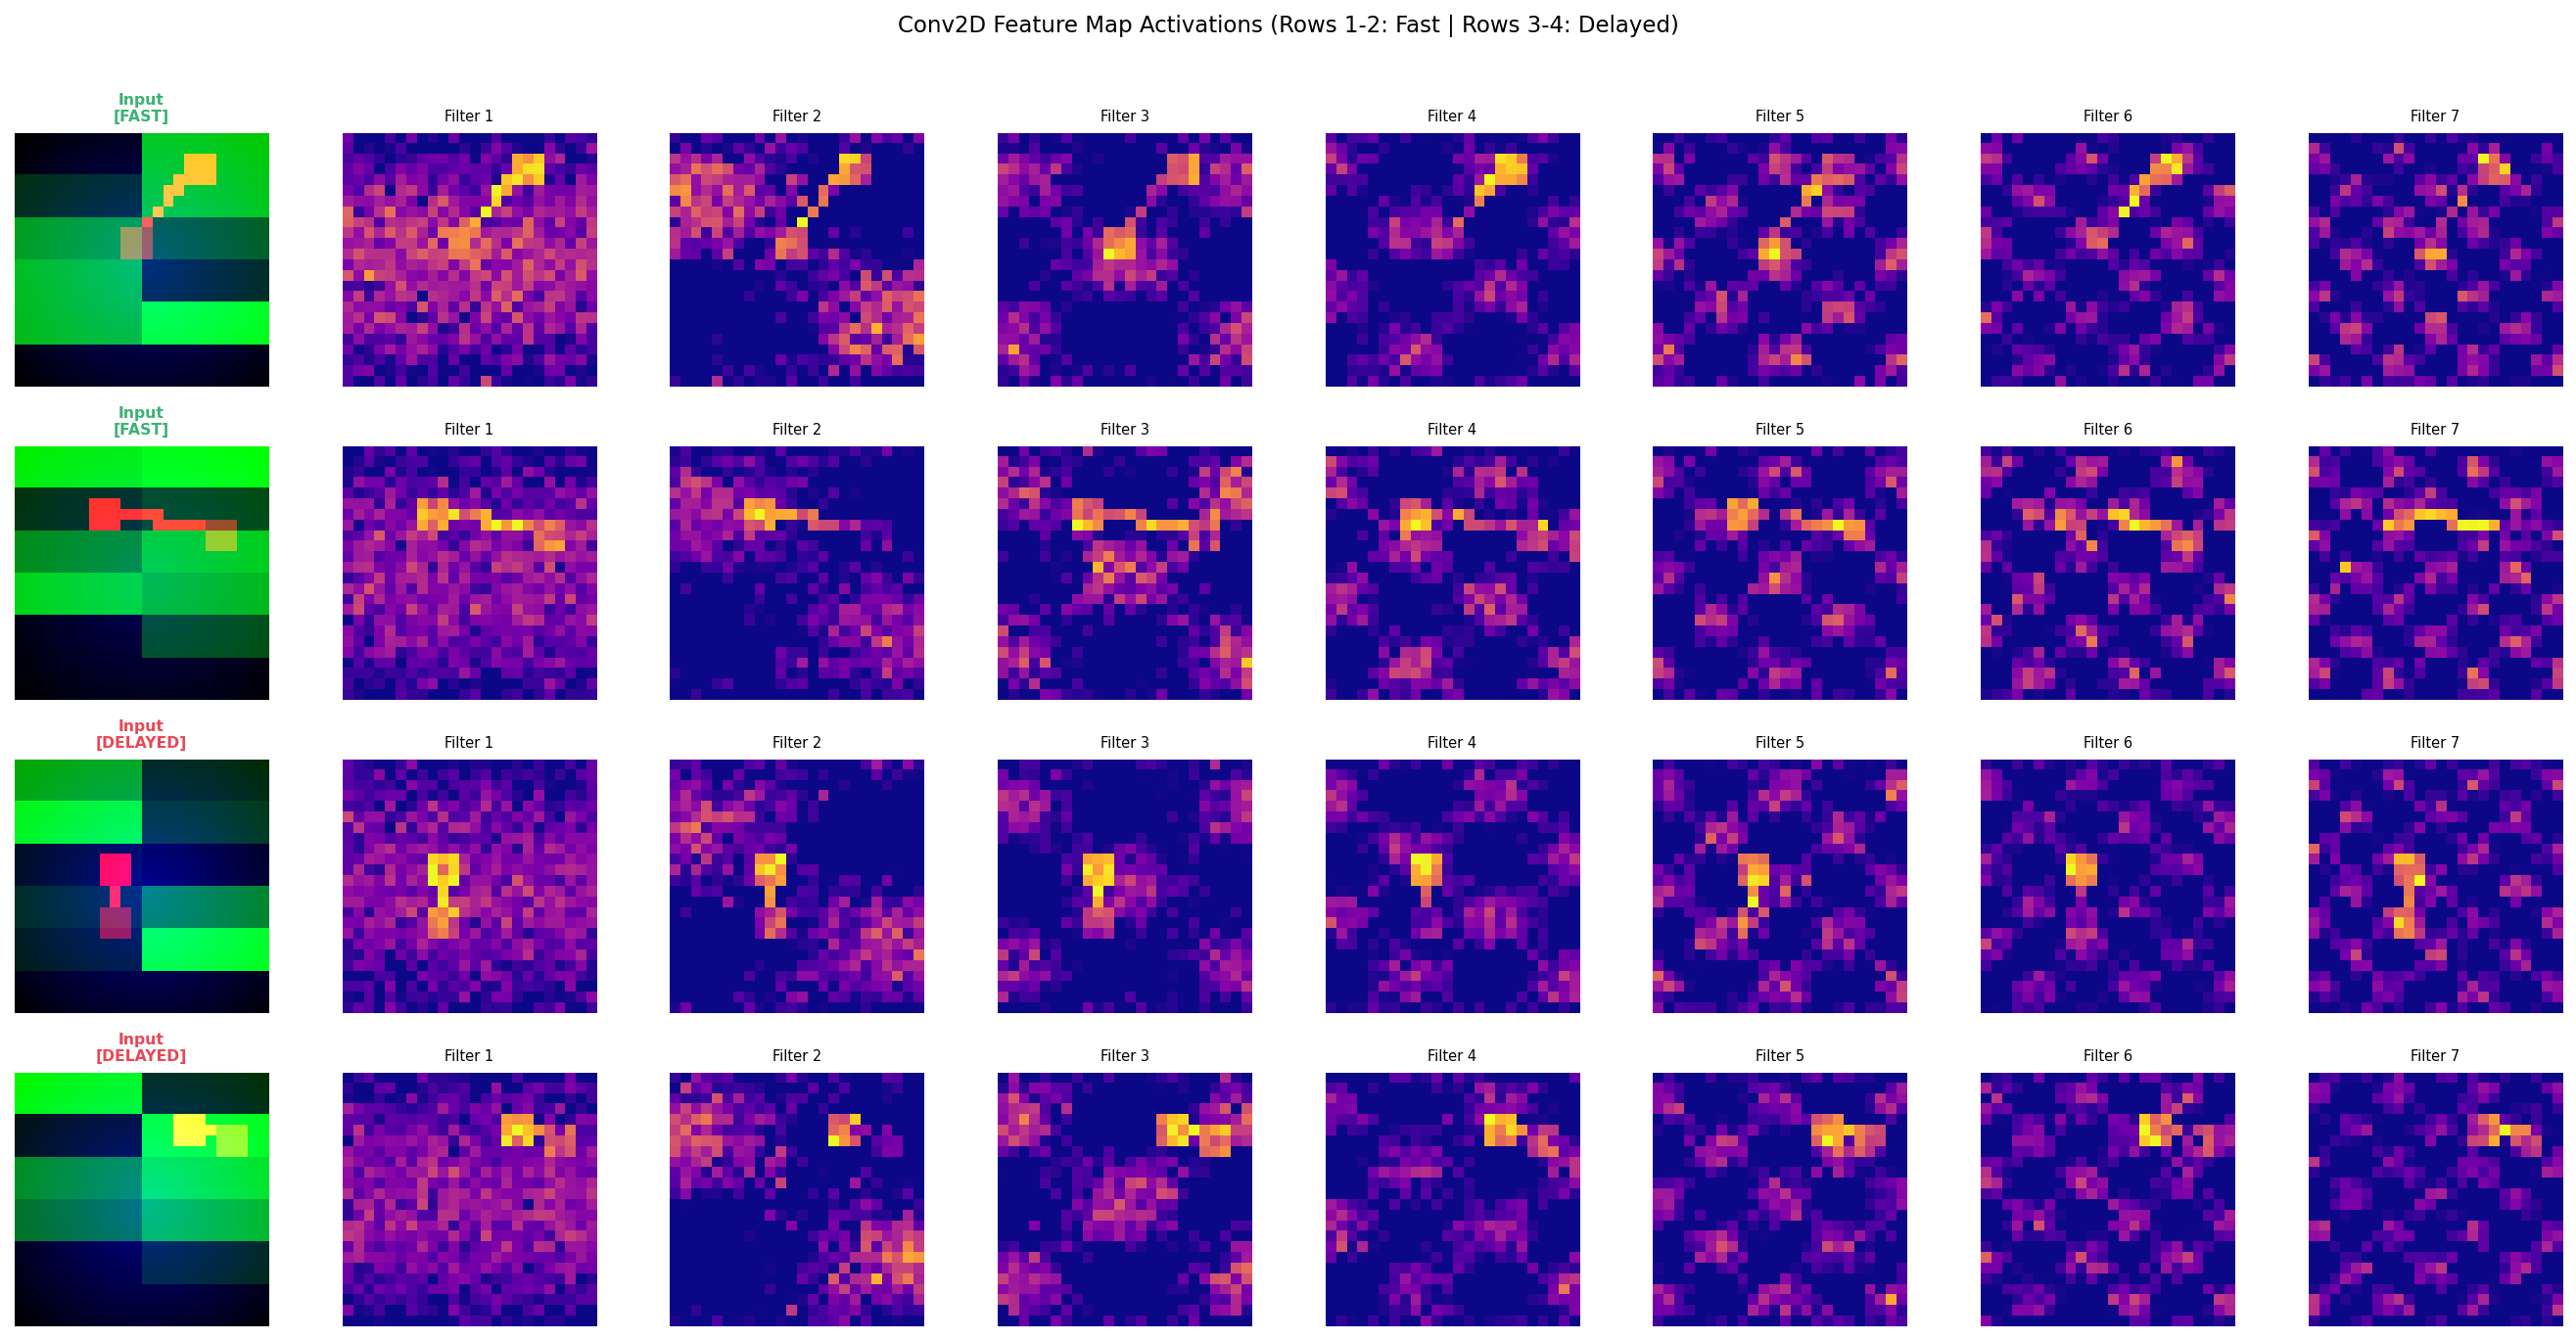 Conv2D Feature Map Activations (Rows 1-2: Fast | Rows 3-4: Delayed)
Input
[FAST]
Filter 1
Filter 2
Filter 3
Filter 4
Filter 5
Filter 6
Filter 7
Input
[FAST]
Filter 1
Filter 2
Filter 3
Filter 4
Filter 5
Filter 6
Filter 7
Input
[DELAYED]
Filter 1
Filter 2
Filter 3
Filter 4
Filter 5
Filter 6
Filter 7
Input
[DELAYED]
Filter 1
Filter 2
Filter 3
Filter 4
Filter 5
Filter 6
Filter 7